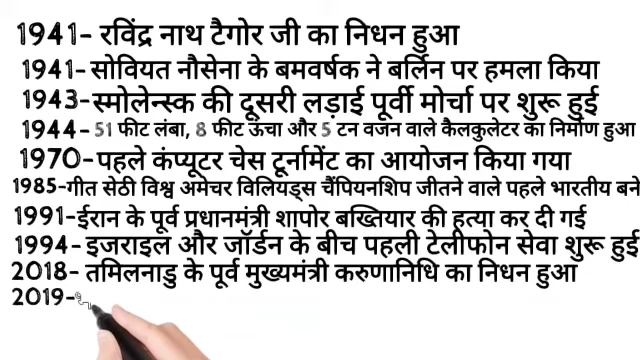 1941- रविंद्र नाथ टैगोर जी का निधन हुआ
1941-सोवियत नौसेना के बमवर्षक ने बर्लिन पर हमला किया
1943-स्मोलेन्स्क की दूसरी लड़ाई पूर्वी मोर्चा पर शुरू हुई
1944- 51 फीट लंबा, 8 फीट ऊंचा और 5 टन वजन वाले कैलकुलेटर का निर्माण हुआ
1970-पहले कंप्यूटर चेस टूर्नामेंट का आयोजन किया गया
1985-गीत सेठी विश्व अमेचर विलियड्स चैंपियनशिप जीतने वाले पहले भारतीय बने
1991-ईरान के पूर्व प्रधानमंत्री शापोर बख्तियार की हत्या कर दी गई
1994- इजराइल और जॉर्डन के बीच पहली टेलीफोन सेवा शुरू हुई
2018- तमिलनाडु के पूर्व मुख्यमंत्री करुणानिधि का निधन हुआ
2019-